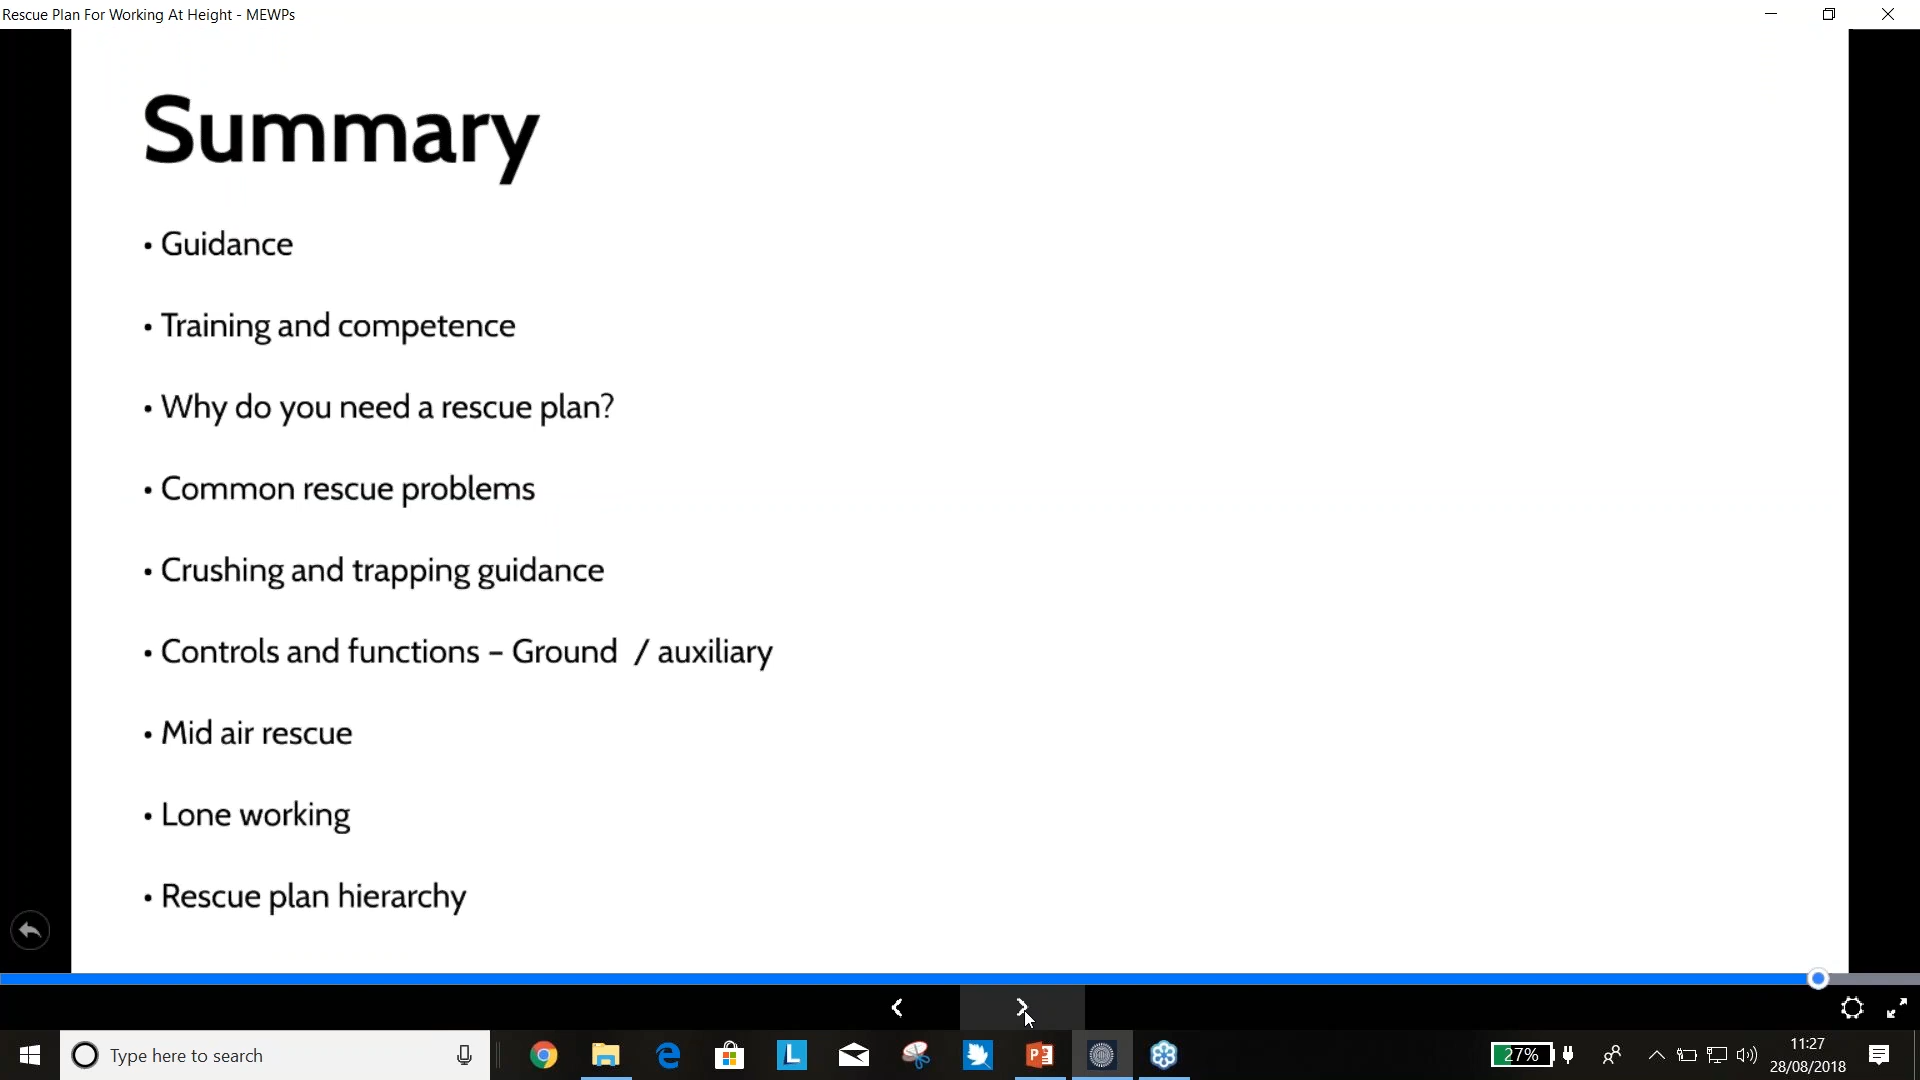 Rescue Plan For Working At Height - MEWPs
Summary
• Guidance
• Training and competence
• Why do you need a rescue plan?
• Common rescue problems
• Crushing and trapping guidance
• Controls and functions – Ground / auxiliary
• Mid air rescue
• Lone working
• Rescue plan hierarchy
Type here to search
27%
11:27
28/08/2018